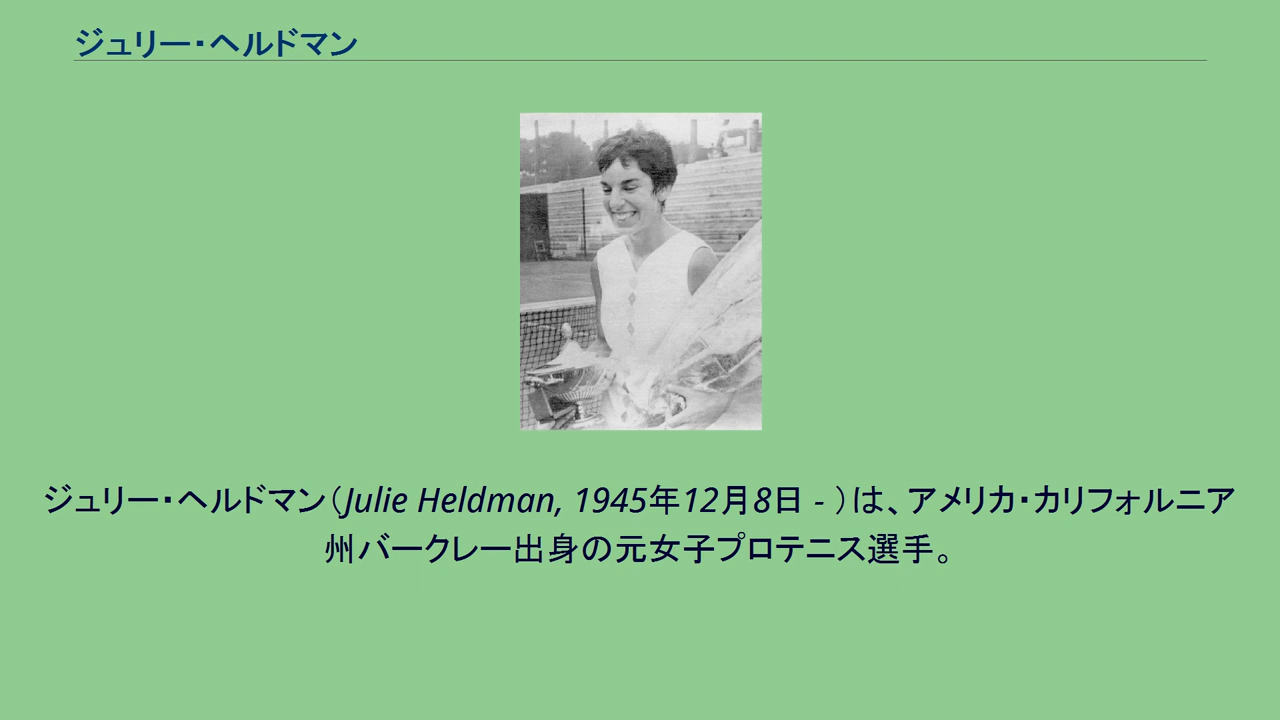 ジュリー・ヘルドマン
ジュリー・ヘルドマン（Julie Heldman, 1945年12月8日 - ）は、アメリカ・カリフォルニア
州バークレー出身の元女子プロテニス選手。